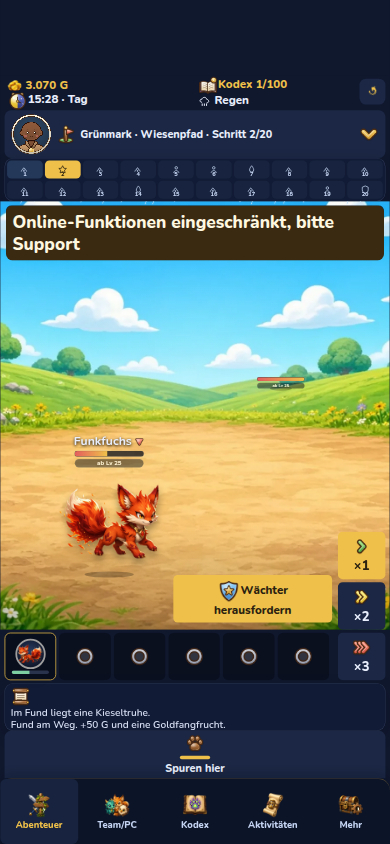 3.070 G
Kodex 1/100
15:28 · Tag
Regen
Grünmark · Wiesenpfad · Schritt 2/20
Online-Funktionen eingeschränkt, bitte
Support
ab Lv 25
Funkfuchs
×1
Wächter
herausfordern
×2
×3
Im Fund liegt eine Kieseltruhe.
Fund am Weg. +50 G und eine Goldfangfrucht.
Spuren hier
Abenteuer
Team/PC
Kodex
Aktivitäten
Mehr